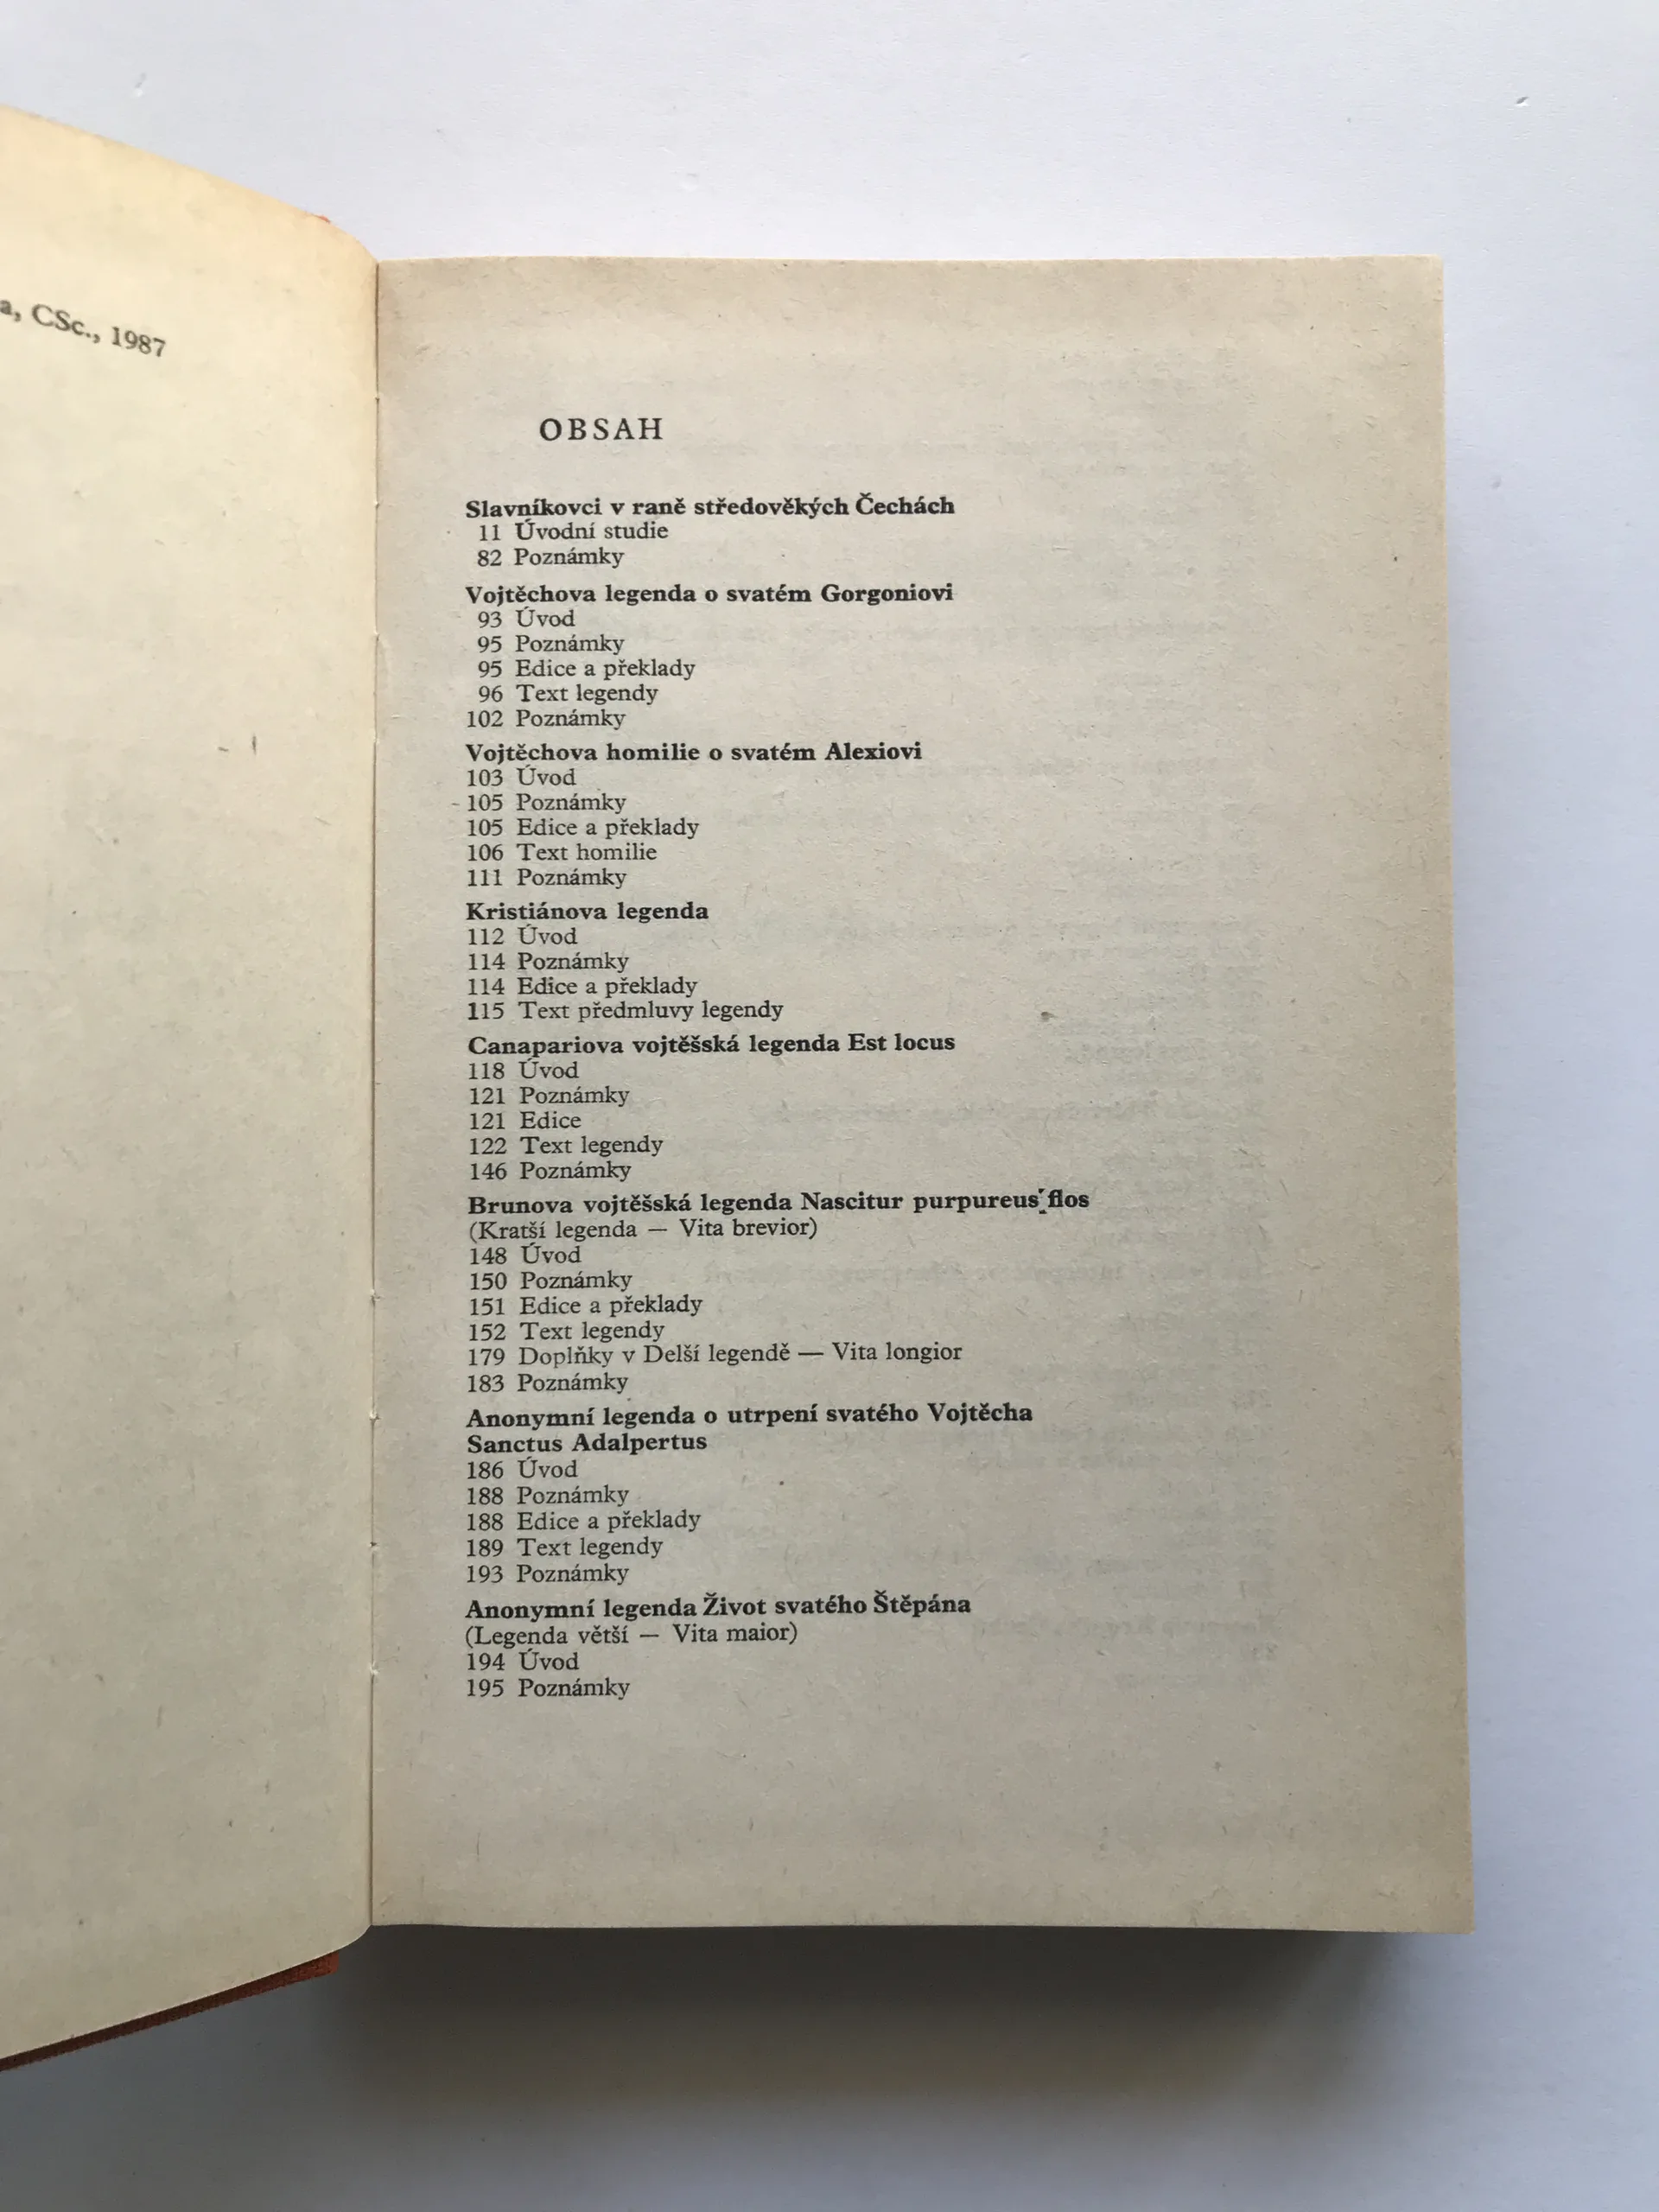 a, CSc., 1987
OBSAH
Slavníkovci v raně středověkých Čechách
11 Úvodní studie
82 Poznámky
Vojtěchova legenda o svatém Gorgoniovi
93 Úvod
95 Poznámky
95 Edice a překlady
96 Text legendy
102 Poznámky
Vojtěchova homilie o svatém Alexiovi
103 Úvod
105 Poznámky
105 Edice a překlady
106 Text homilie
111 Poznámky
Kristiánova legenda
112 Úvod
114 Poznámky
114 Edice a překlady
115 Text předmluvy legendy
Canapariova vojtěšská legenda Est locus
118 Úvod
121 Poznámky
121 Edice
122 Text legendy
146 Poznámky
Brunova vojtěšská legenda Nascitur purpureus flos
(Kratší legenda — Vita brevior)
148 Úvod
150 Poznámky
151 Edice a překlady
152 Text legendy
179 Doplňky v Delší legendě — Vita longior
183 Poznámky
Anonymní legenda o utrpení svatého Vojtěcha
Sanctus Adalpertus
186 Úvod
188 Poznámky
188 Edice a překlady
189 Text legendy
193 Poznámky
Anonymní legenda Život svatého Štěpána
(Legenda větší — Vita maior)
194 Úvod
195 Poznámky